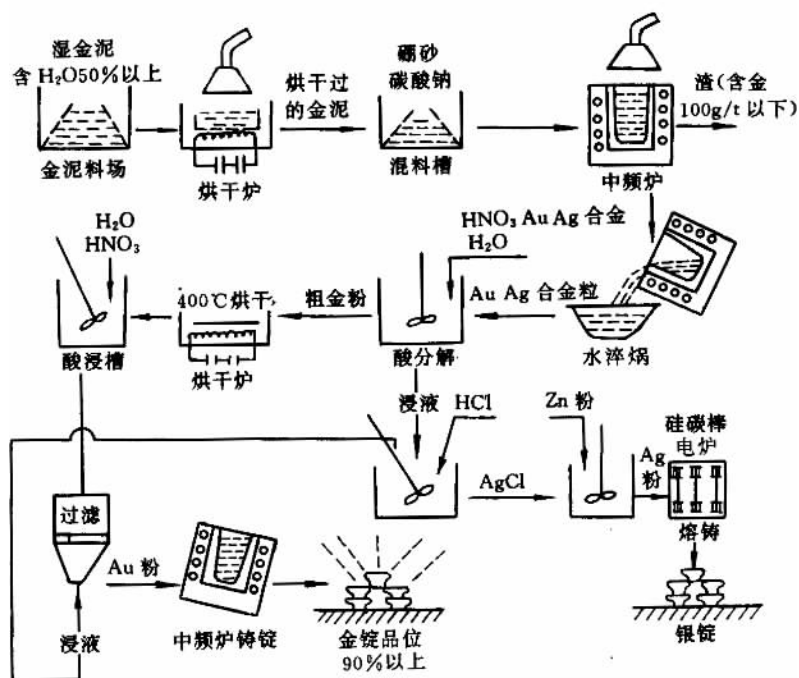 湿金泥
含H₂O50％以上
金泥料场
烘干炉
烘干过
的金泥
硼砂
碳酸钠
混料槽
中频炉
渣(含金
100g/t 以下)
HNO₃ Au Ag 合金
H₂O
Au Ag 合金粒
水淬锅
酸分解
粗金粉
400℃烘干
烘干炉
H₂O
HNO₃
酸浸槽
浸液
HCl
AgCl
Zn 粉
Ag
粉
硅碳棒
电炉
熔铸
银锭
过滤
浸液
Au 粉
中频炉铸锭
金锭品位
90％以上